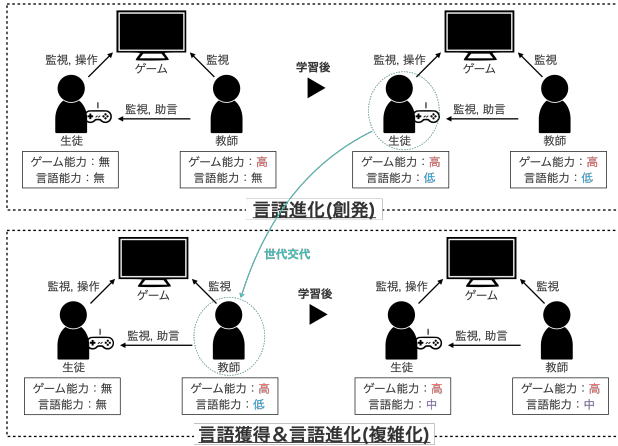 監視, 操作
監視
ゲーム
監視, 助言
生徒
教師
ゲーム能力：無
言語能力：無
ゲーム能力：高
言語能力：無
学習後
監視, 操作
監視
ゲーム
監視, 助言
生徒
教師
ゲーム能力：高
言語能力：低
ゲーム能力：高
言語能力：低
言語進化(創発)
世代交代
監視, 操作
監視
ゲーム
監視, 助言
生徒
教師
ゲーム能力：無
言語能力：無
ゲーム能力：高
言語能力：低
学習後
監視, 操作
監視
ゲーム
監視, 助言
生徒
教師
ゲーム能力：高
言語能力：中
ゲーム能力：高
言語能力：中
言語獲得＆言語進化(複雑化)